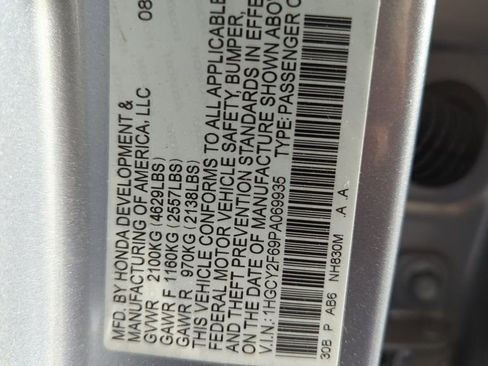 08
MFD. BY HONDA DEVELOPMENT &
MANUFACTURING OF AMERICA, LLC
GVWR 2100KG (4629LBS)
GAWR F 1160KG (2557LBS)
GAWR R 970KG (2138LBS)
THIS VEHICLE CONFORMS TO ALL APPLICABLE
FEDERAL MOTOR VEHICLE SAFETY, BUMPER,
AND THEFT PREVENTION STANDARDS IN EFFE
ON THE DATE OF MANUFACTURE SHOWN ABOV
V.I.N.: 1HGCY2F69PA069935 TYPE: PASSENGER C
30B P AB6 NH830M .A .A